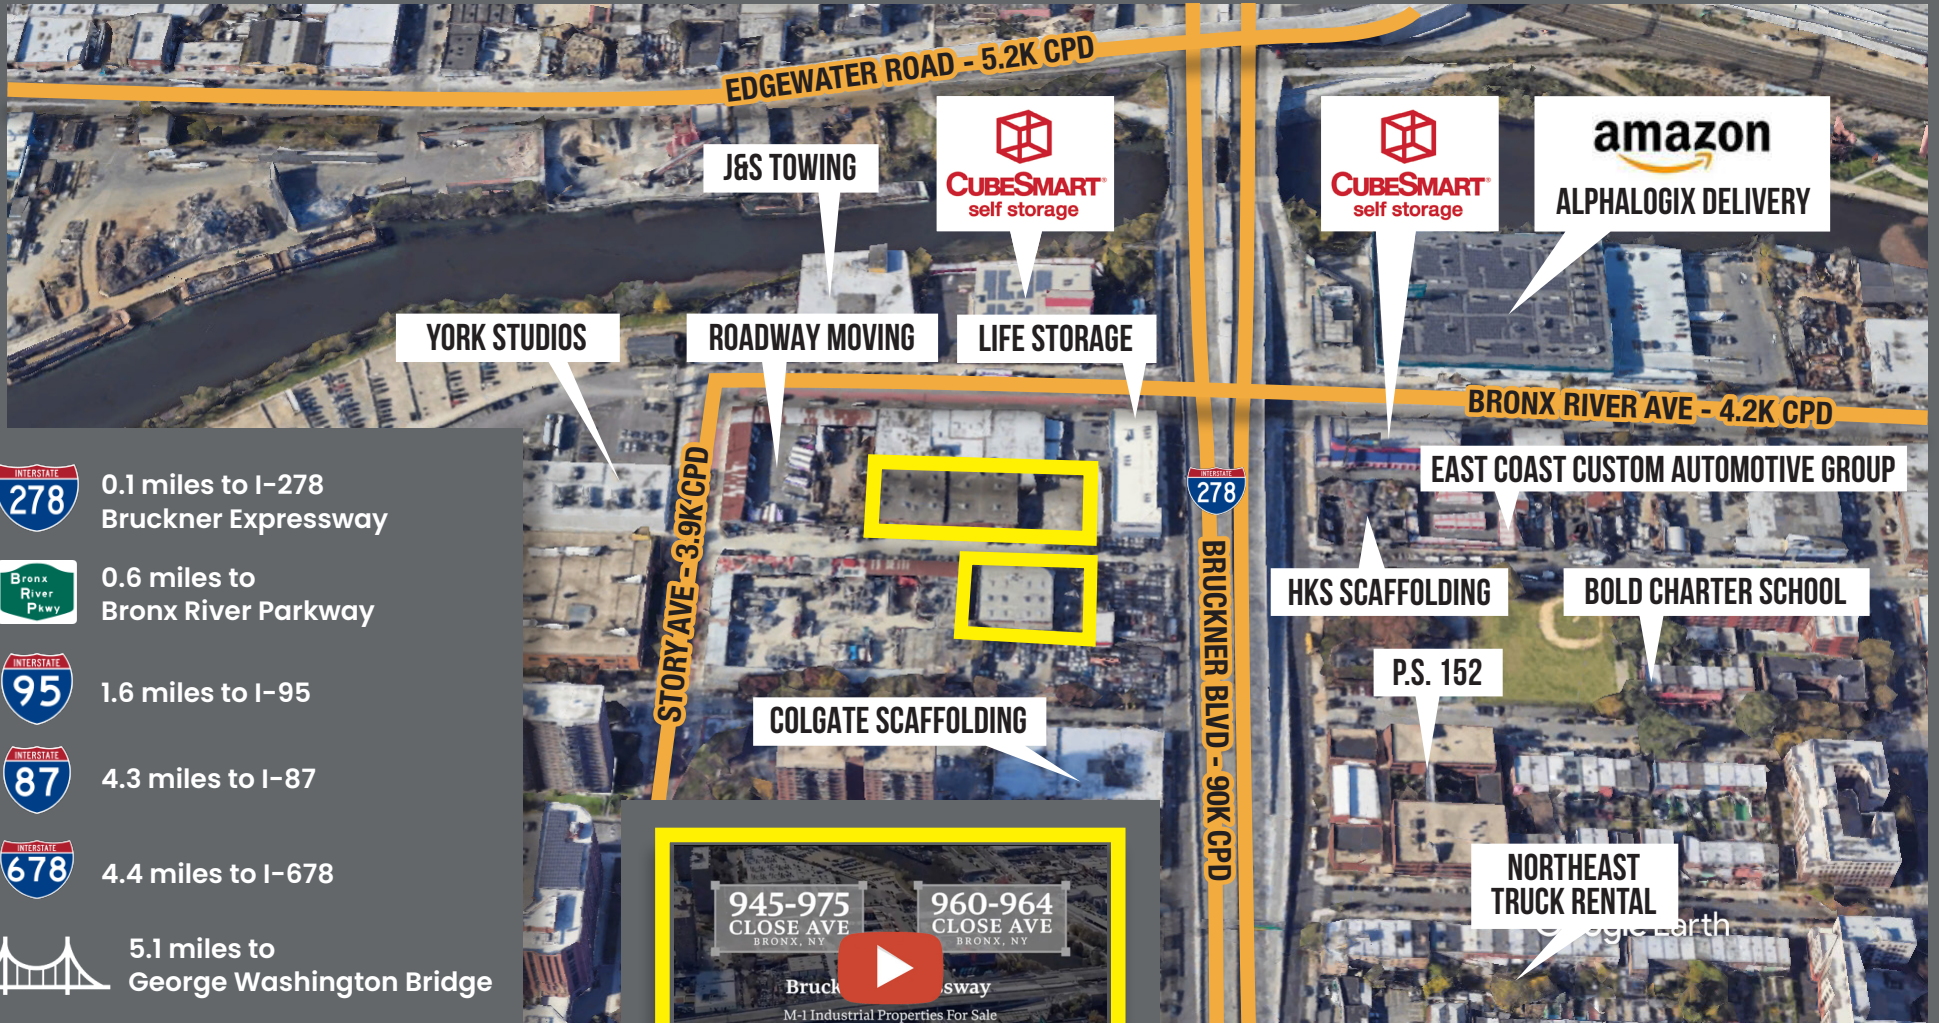 EDGEWATER ROAD - 5.2K CPD
J&S TOWING
CUBESMART
self storage
CUBESMART
self storage
amazon
ALPHALOGIX DELIVERY
YORK STUDIOS
ROADWAY MOVING
LIFE STORAGE
BRONX RIVER AVE - 4.2K CPD
STORY AVE - 3.9K CPD
INTERSTATE
278
EAST COAST CUSTOM AUTOMOTIVE GROUP
BRUCKNER BLVD - 90K CPD
HKS SCAFFOLDING
BOLD CHARTER SCHOOL
P.S. 152
COLGATE SCAFFOLDING
NORTHEAST
TRUCK RENTAL
Earth
INTERSTATE
278
0.1 miles to I-278
Bruckner Expressway
Bronx
River
Pkwy
0.6 miles to
Bronx River Parkway
INTERSTATE
95
1.6 miles to I-95
INTERSTATE
87
4.3 miles to I-87
INTERSTATE
678
4.4 miles to I-678
5.1 miles to
George Washington Bridge
945-975
CLOSE AVE
BRONX, NY
960-964
CLOSE AVE
BRONX, NY
M-1 Industrial Properties For Sale